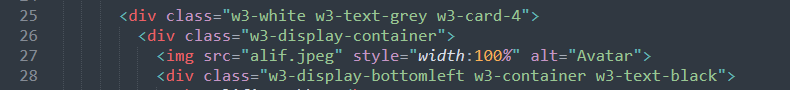 25 <div class="w3-white w3-text-grey w3-card-4">
26 <div class="w3-display-container">
27 <img src="alif.jpeg" style="width:100%" alt="Avatar">
28 <div class="w3-display-bottomleft w3-container w3-text-black">